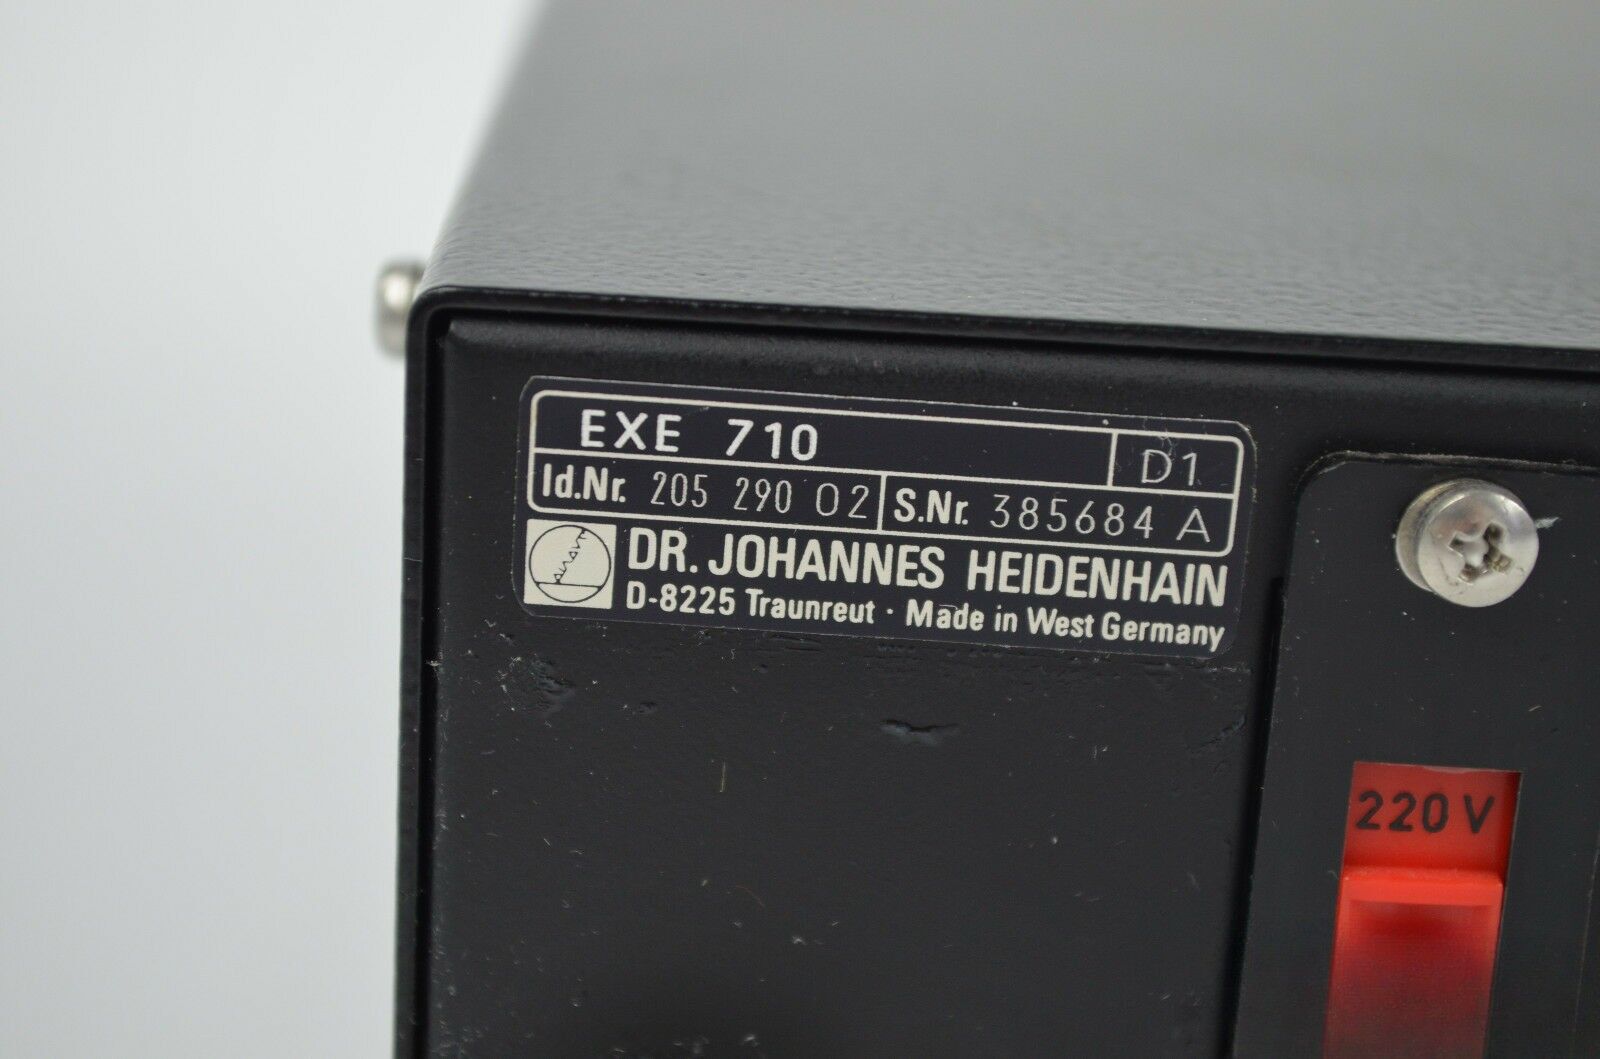 EXE 710 D1
Id.Nr. 205 290 02 S.Nr. 385684 A
DR. JOHANNES HEIDENHAIN
D-8225 Traunreut · Made in West Germany
220 V